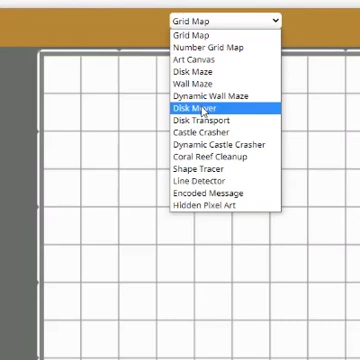 Grid Map
Grid Map
Number Grid Map
Art Canvas
Disk Maze
Wall Maze
Dynamic Wall Maze
Disk Mover
Disk Transport
Castle Crasher
Dynamic Castle Crasher
Coral Reef Cleanup
Shape Tracer
Line Detector
Encoded Message
Hidden Pixel Art